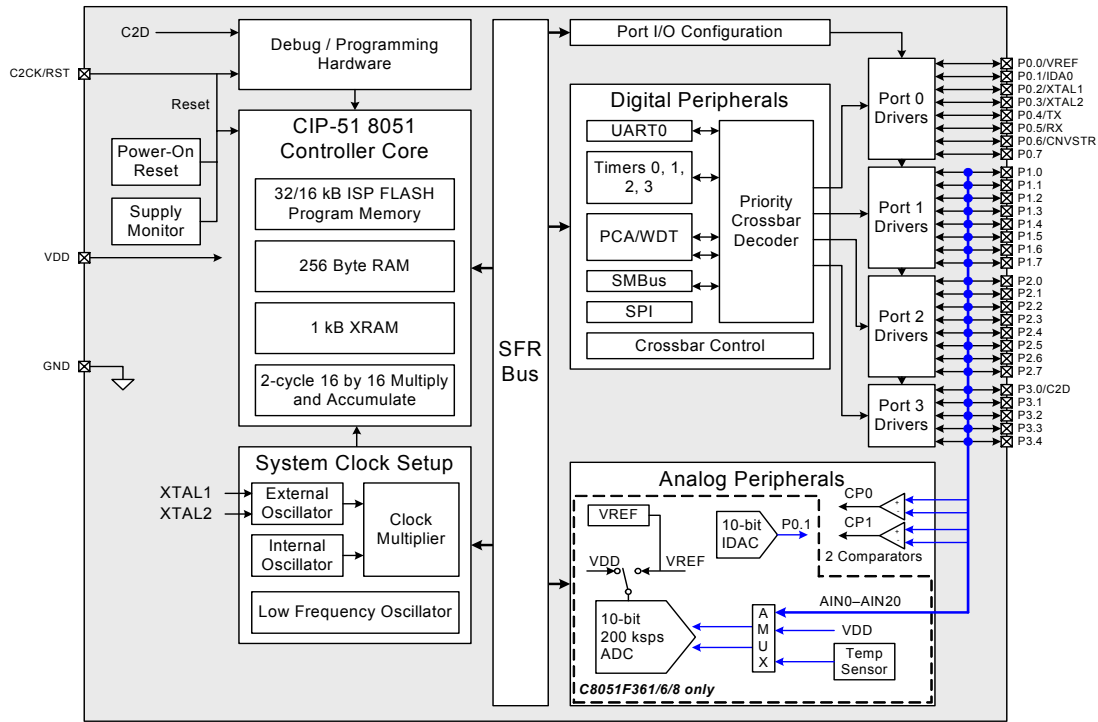 C2D
C2CK/RST
Reset
Power-On
Reset
Supply
Monitor
VDD
GND
Debug / Programming
Hardware
CIP-51 8051
Controller Core
32/16 kB ISP FLASH
Program Memory
256 Byte RAM
1 kB XRAM
2-cycle 16 by 16 Multiply
and Accumulate
System Clock Setup
XTAL1
XTAL2
External
Oscillator
Internal
Oscillator
Clock
Multiplier
Low Frequency Oscillator
SFR
Bus
Port I/O Configuration
Digital Peripherals
UART0
Timers 0, 1,
2, 3
PCA/WDT
SMBus
SPI
Priority
Crossbar
Decoder
Crossbar Control
Port 0
Drivers
Port 1
Drivers
Port 2
Drivers
Port 3
Drivers
P0.0/VREF
P0.1/IDA0
P0.2/XTAL1
P0.3/XTAL2
P0.4/TX
P0.5/RX
P0.6/CNVSTR
P0.7
P1.0
P1.1
P1.2
P1.3
P1.4
P1.5
P1.6
P1.7
P2.0
P2.1
P2.2
P2.3
P2.4
P2.5
P2.6
P2.7
P3.0/C2D
P3.1
P3.2
P3.3
P3.4
Analog Peripherals
VREF
10-bit
IDAC
P0.1
CP0
+
-
CP1
+
-
2 Comparators
VDD
VREF
10-bit
200 ksps
ADC
A
M
U
X
AIN0–AIN20
VDD
Temp
Sensor
C8051F361/6/8 only